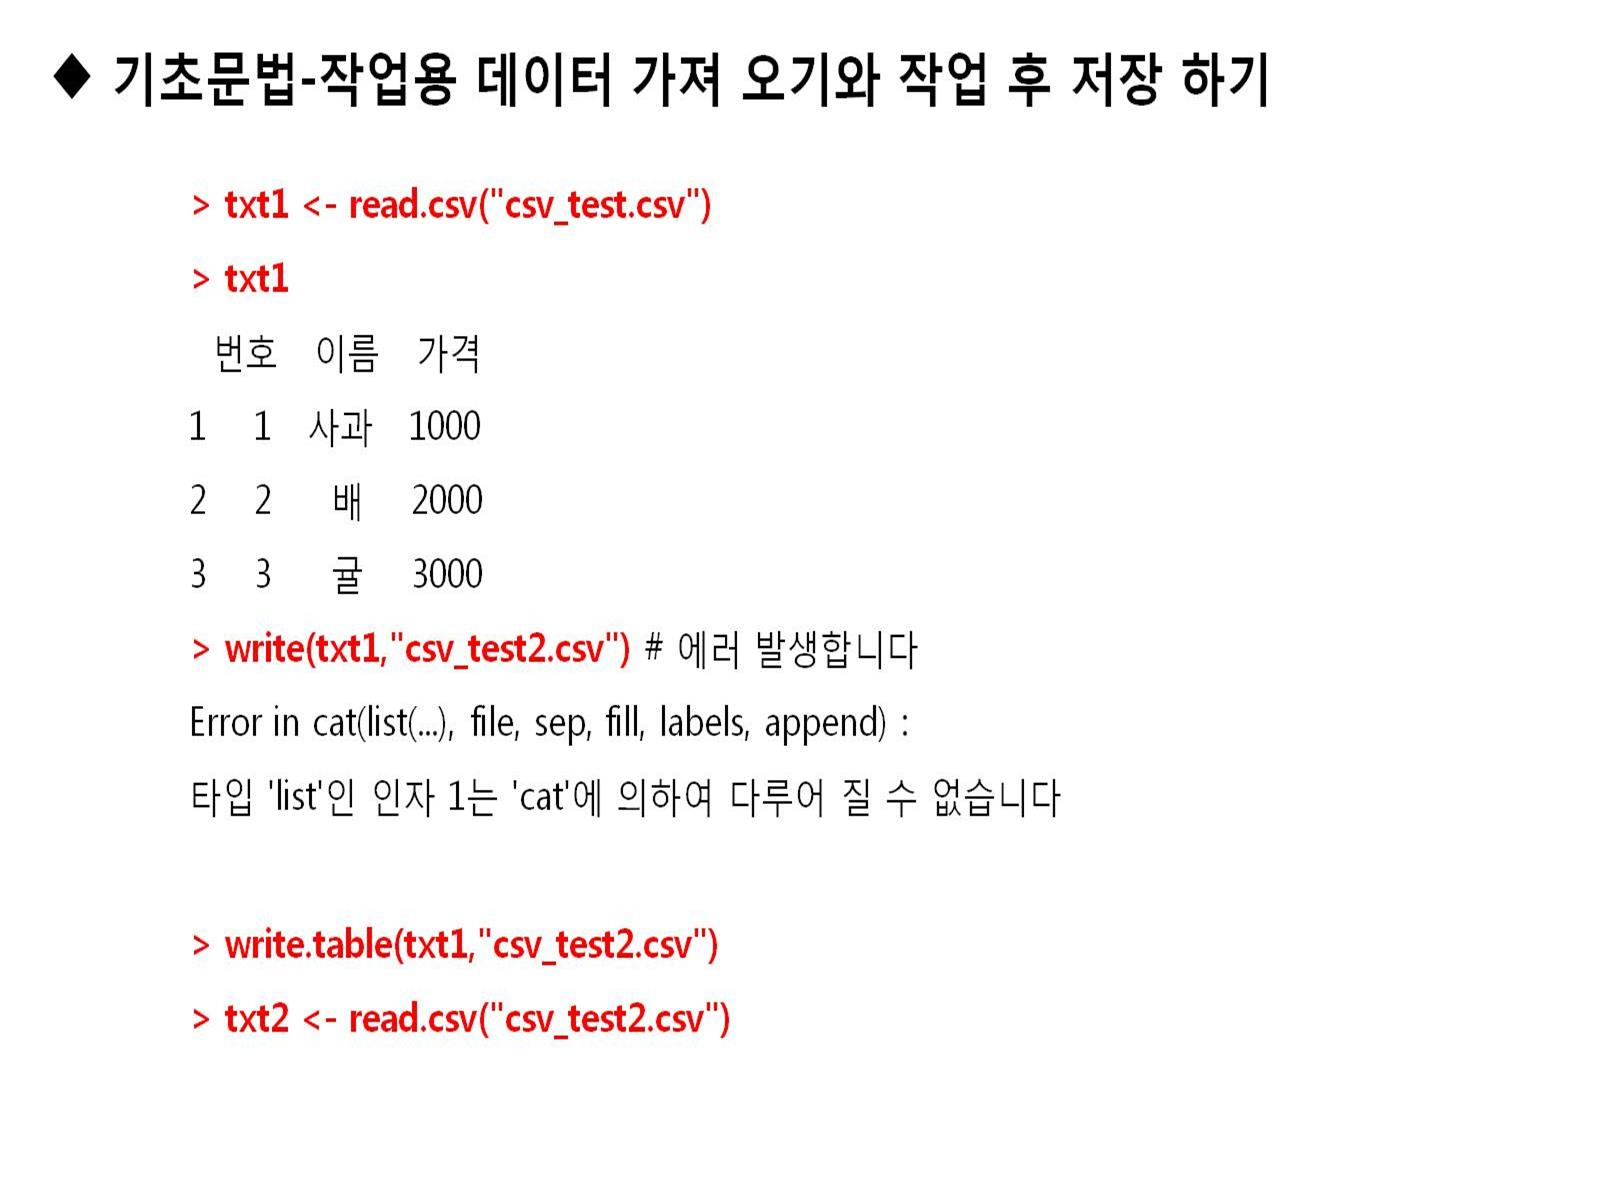 ◆ 기초문법-작업용 데이터 가져 오기와 작업 후 저장 하기
> txt1 <- read.csv("csv_test.csv")
> txt1
번호 이름 가격
1 1 사과 1000
2 2 배 2000
3 3 귤 3000
> write(txt1,"csv_test2.csv") # 에러 발생합니다
Error in cat(list(...), file, sep, fill, labels, append) :
타입 'list'인 인자 1는 'cat'에 의하여 다루어 질 수 없습니다
> write.table(txt1,"csv_test2.csv")
> txt2 <- read.csv("csv_test2.csv")